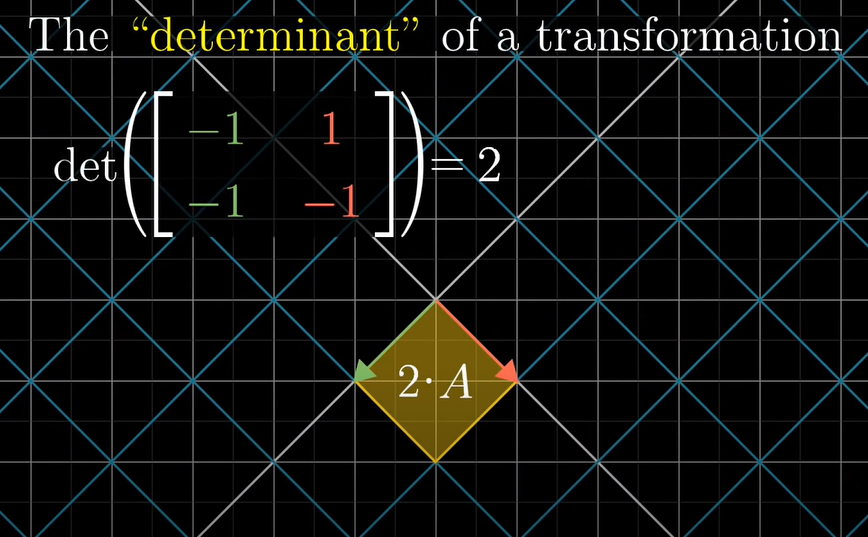 The “determinant” of a transformation
det([ −1 1
−1 −1 ]) = 2
2·A